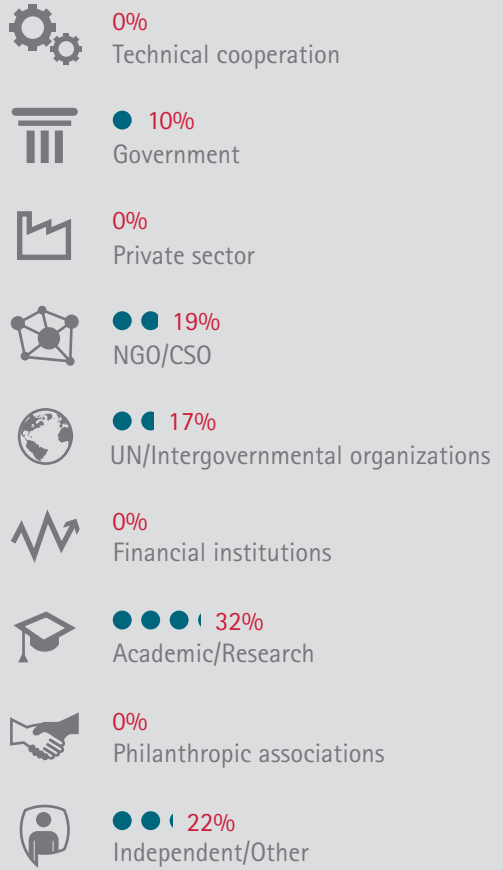 0%
Technical cooperation
10%
Government
0%
Private sector
19%
NGO/CSO
17%
UN/Intergovernmental organizations
0%
Financial institutions
32%
Academic/Research
0%
Philanthropic associations
22%
Independent/Other